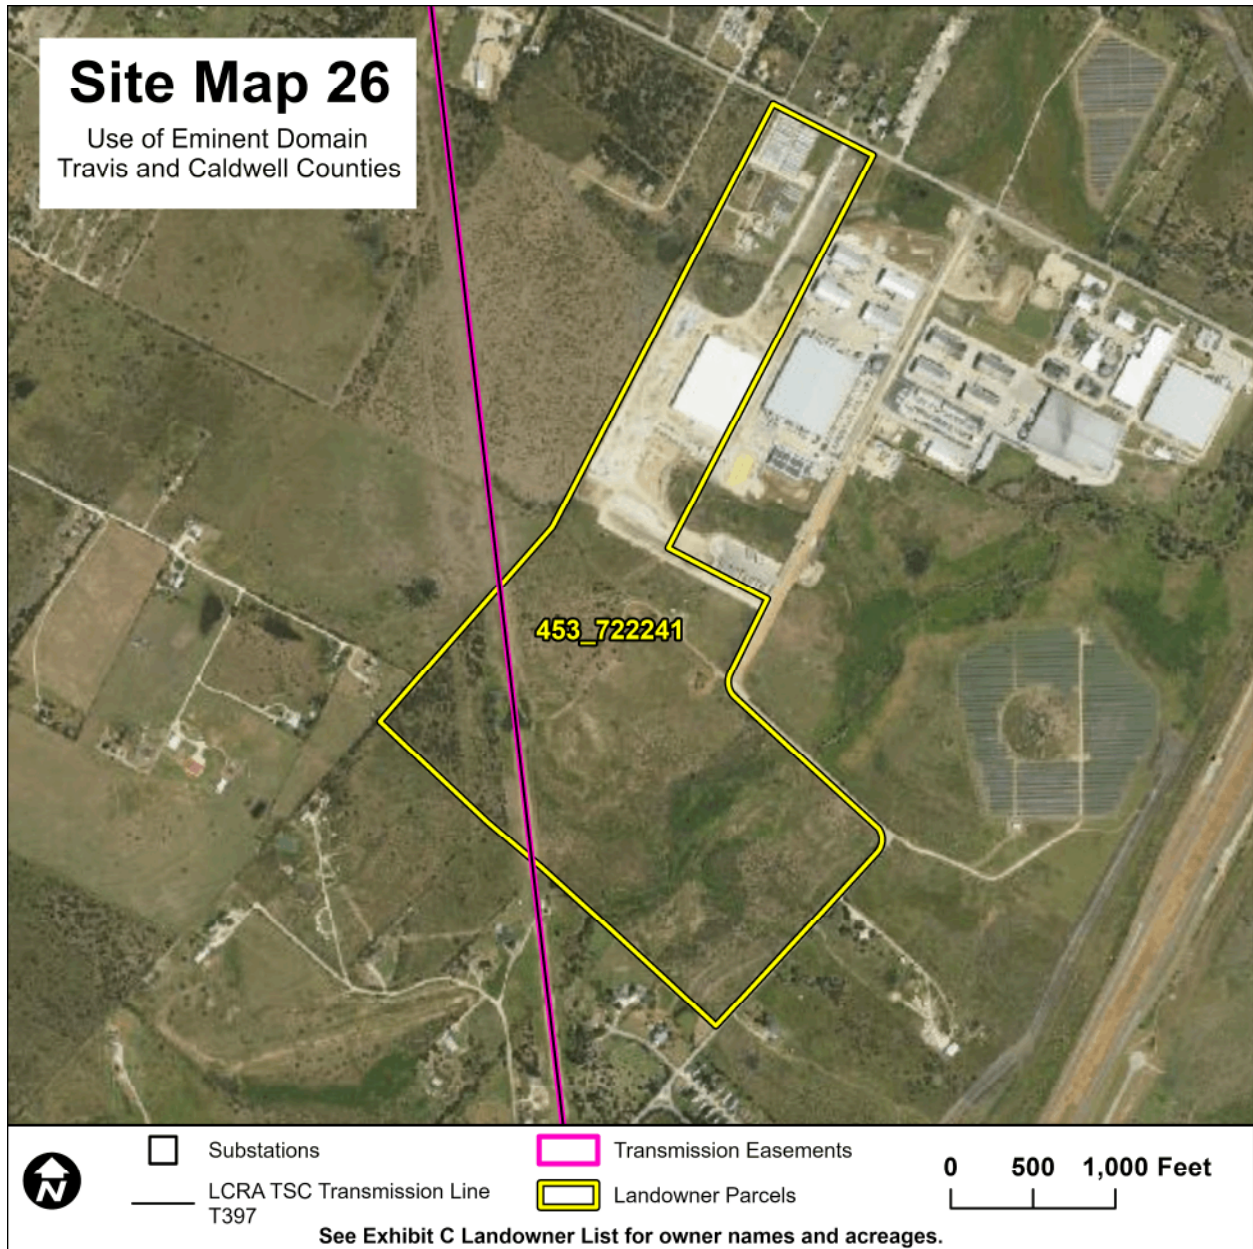 Site Map 26
Use of Eminent Domain
Travis and Caldwell Counties
453_722241
N
Substations
LCRA TSC Transmission Line
T397
Transmission Easements
Landowner Parcels
0 500 1,000 Feet
See Exhibit C Landowner List for owner names and acreages.